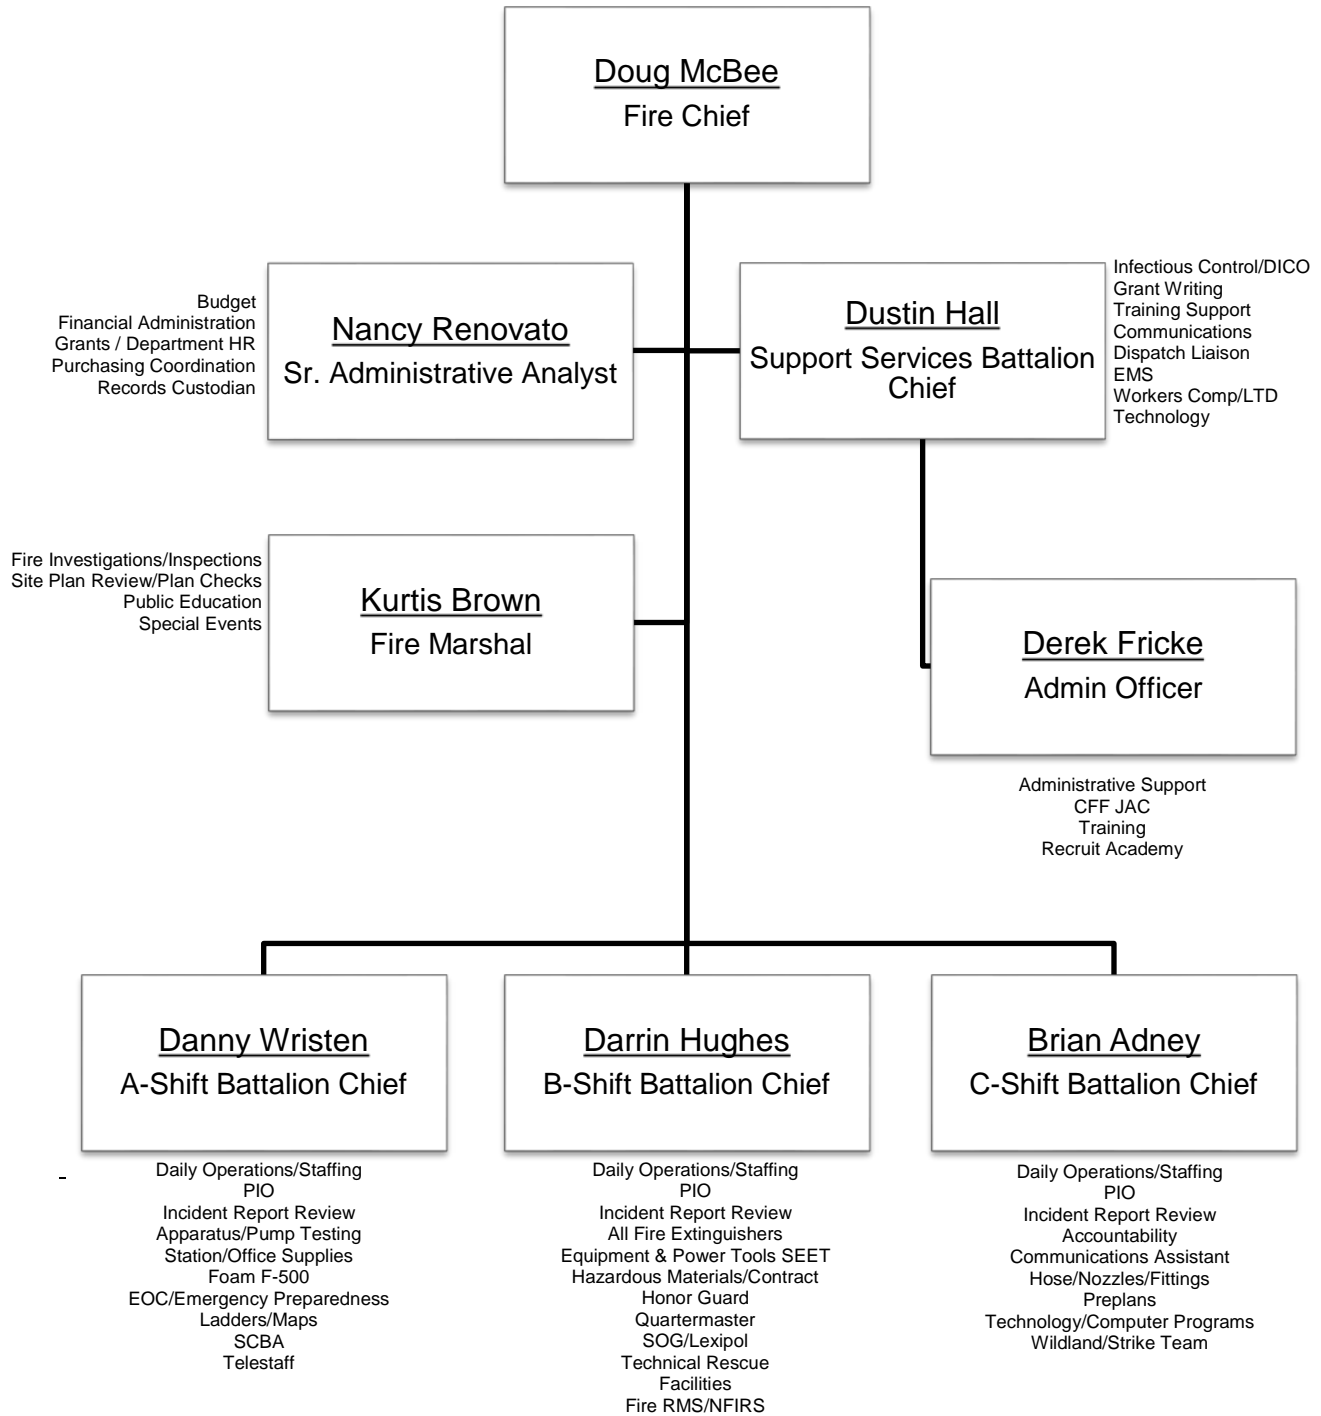 Doug McBee
Fire Chief
Budget
Financial Administration
Grants / Department HR
Purchasing Coordination
Records Custodian
Nancy Renovato
Sr. Administrative Analyst
Dustin Hall
Support Services Battalion
Chief
Infectious Control/DICO
Grant Writing
Training Support
Communications
Dispatch Liaison
EMS
Workers Comp/LTD
Technology
Fire Investigations/Inspections
Site Plan Review/Plan Checks
Public Education
Special Events
Kurtis Brown
Fire Marshal
Derek Fricke
Admin Officer
Administrative Support
CFF JAC
Training
Recruit Academy
Danny Wristen
A-Shift Battalion Chief
Daily Operations/Staffing
PIO
Incident Report Review
Apparatus/Pump Testing
Station/Office Supplies
Foam F-500
EOC/Emergency Preparedness
Ladders/Maps
SCBA
Telestaff
Darrin Hughes
B-Shift Battalion Chief
Daily Operations/Staffing
PIO
Incident Report Review
All Fire Extinguishers
Equipment & Power Tools SEET
Hazardous Materials/Contract
Honor Guard
Quartermaster
SOG/Lexipol
Technical Rescue
Facilities
Fire RMS/NFIRS
Brian Adney
C-Shift Battalion Chief
Daily Operations/Staffing
PIO
Incident Report Review
Accountability
Communications Assistant
Hose/Nozzles/Fittings
Preplans
Technology/Computer Programs
Wildland/Strike Team